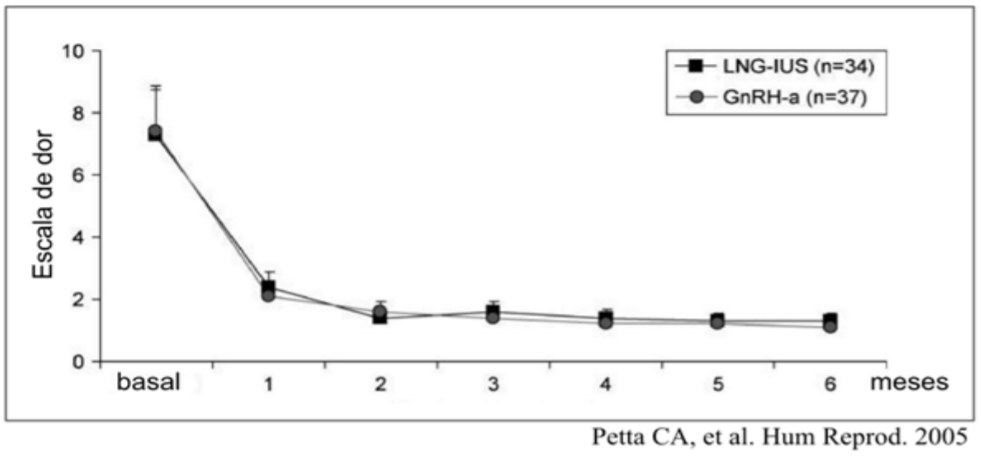 10
LNG-IUS (n=34)
GnRH-a (n=37)
8
6
4
2
0
Escala de dor
basal 1 2 3 4 5 6 meses
Petta CA, et al. Hum Reprod. 2005